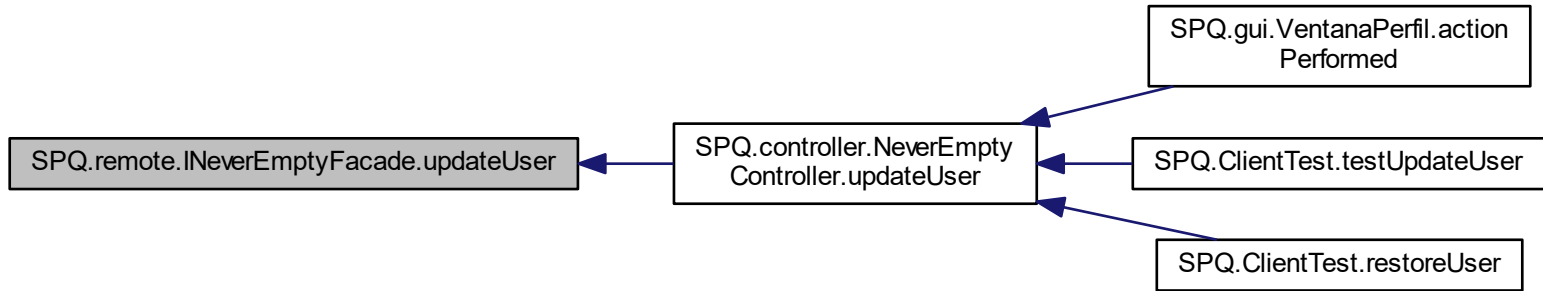 SPQ.remote.INeverEmptyFacade.updateUser
SPQ.controller.NeverEmpty
Controller.updateUser
SPQ.gui.VentanaPerfil.action
Performed
SPQ.ClientTest.testUpdateUser
SPQ.ClientTest.restoreUser